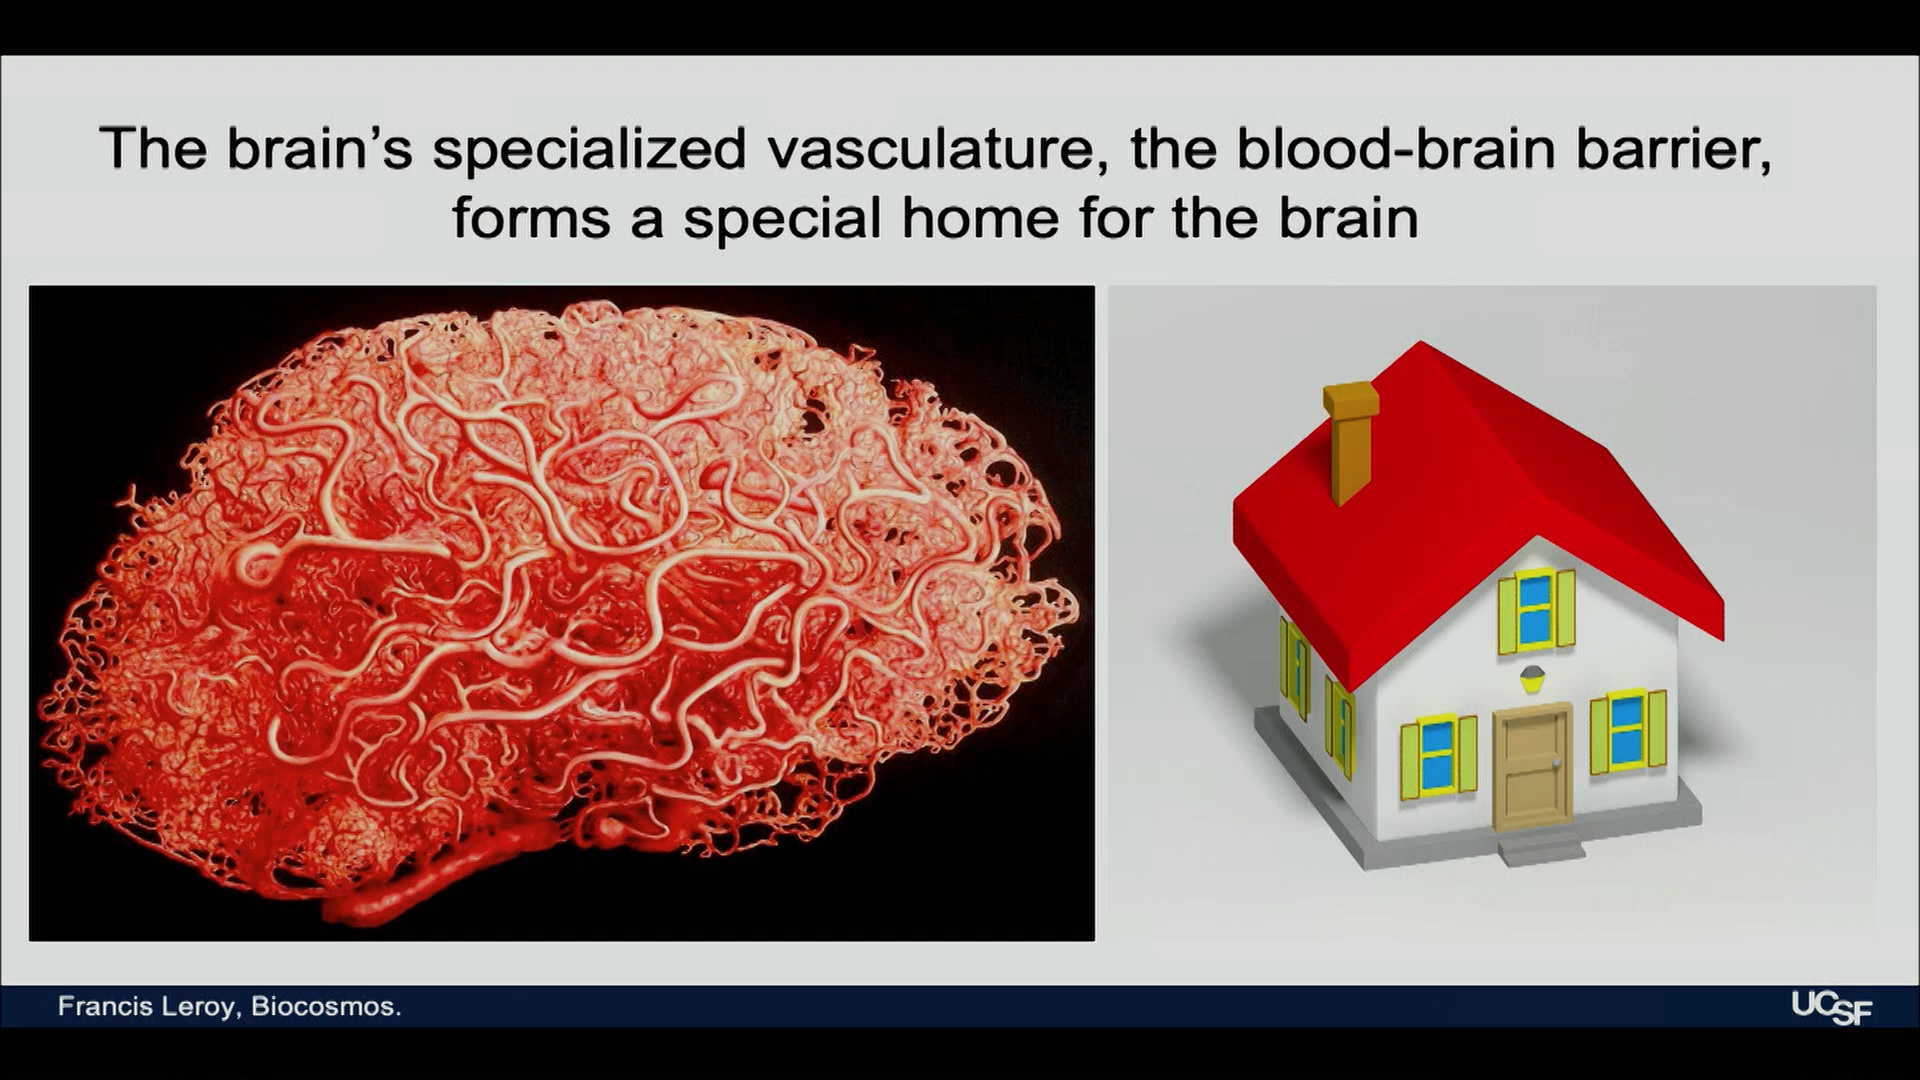 The brain’s specialized vasculature, the blood-brain barrier,
forms a special home for the brain
Francis Leroy, Biocosmos.
UCSF